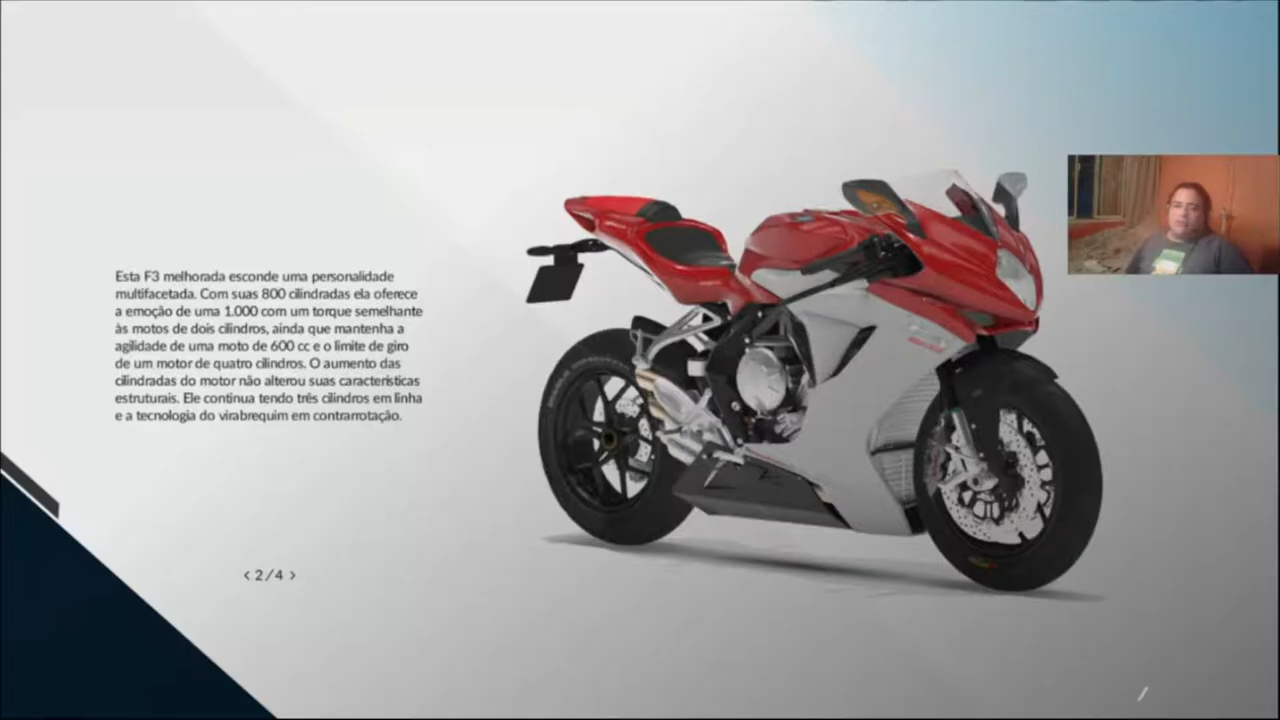 Esta F3 melhorada esconde uma personalidade
multifacetada. Com suas 800 cilindradas ela oferece
a emoção de uma 1.000 com um torque semelhante
às motos de dois cilindros, ainda que mantenha a
agilidade de uma moto de 600 cc e o limite de giro
de um motor de quatro cilindros. O aumento das
cilindradas do motor não alterou suas características
estruturais. Ele continua tendo três cilindros em linha
e a tecnologia do virabrequim em contrarrotação.
< 2/4 >